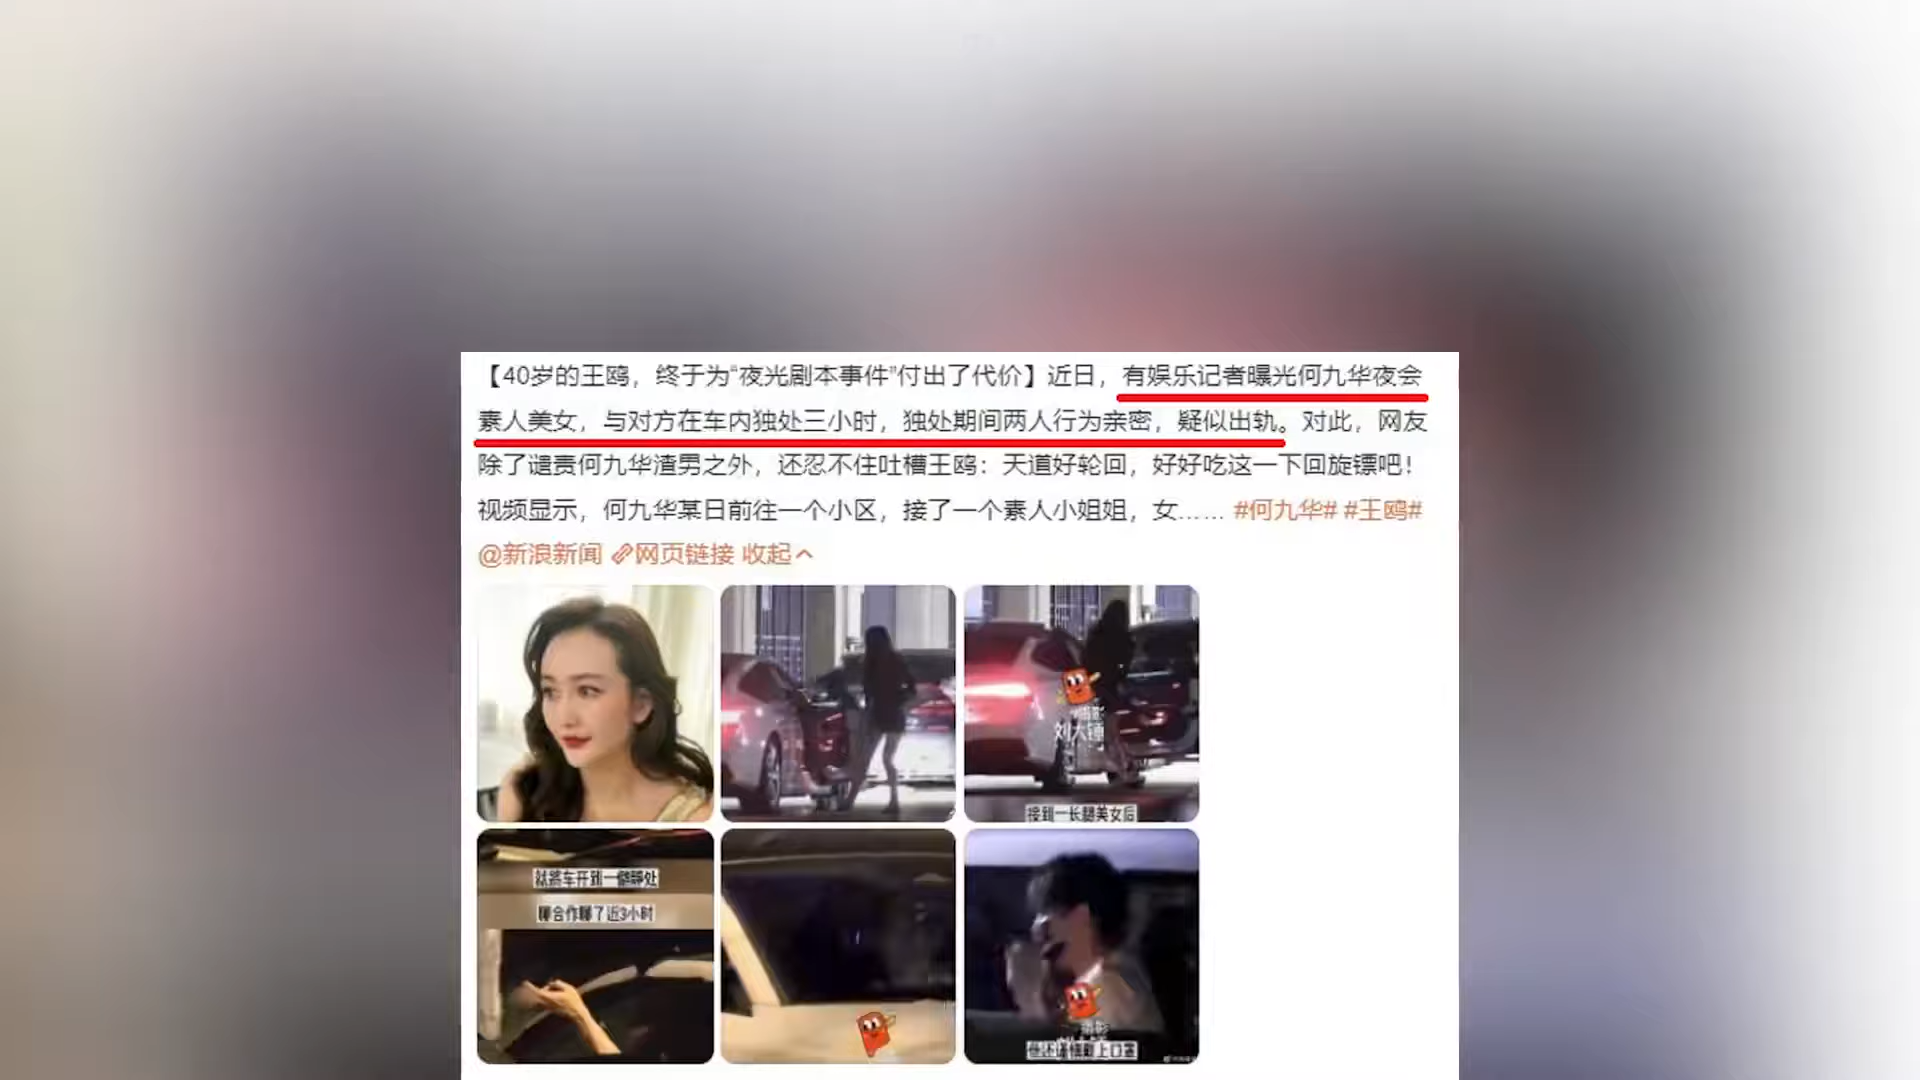 【40岁的王鸥，终于为“夜光剧本事件”付出了代价】近日，有娱乐记者曝光何九华夜会
素人美女，与对方在车内独处三小时，独处期间两人行为亲密，疑似出轨。对此，网友
除了谴责何九华渣男之外，还忍不住吐槽王鸥：天道好轮回，好好吃这一下回旋镖吧！
视频显示，何九华某日前往一个小区，接了一个素人小姐姐，女…… #何九华# #王鸥#
@新浪新闻 网页链接 收起
摄影
刘大锤
接到一长腿美女后
就将车开到一僻静处
聊合作聊了近3小时
摄影
戴上口罩